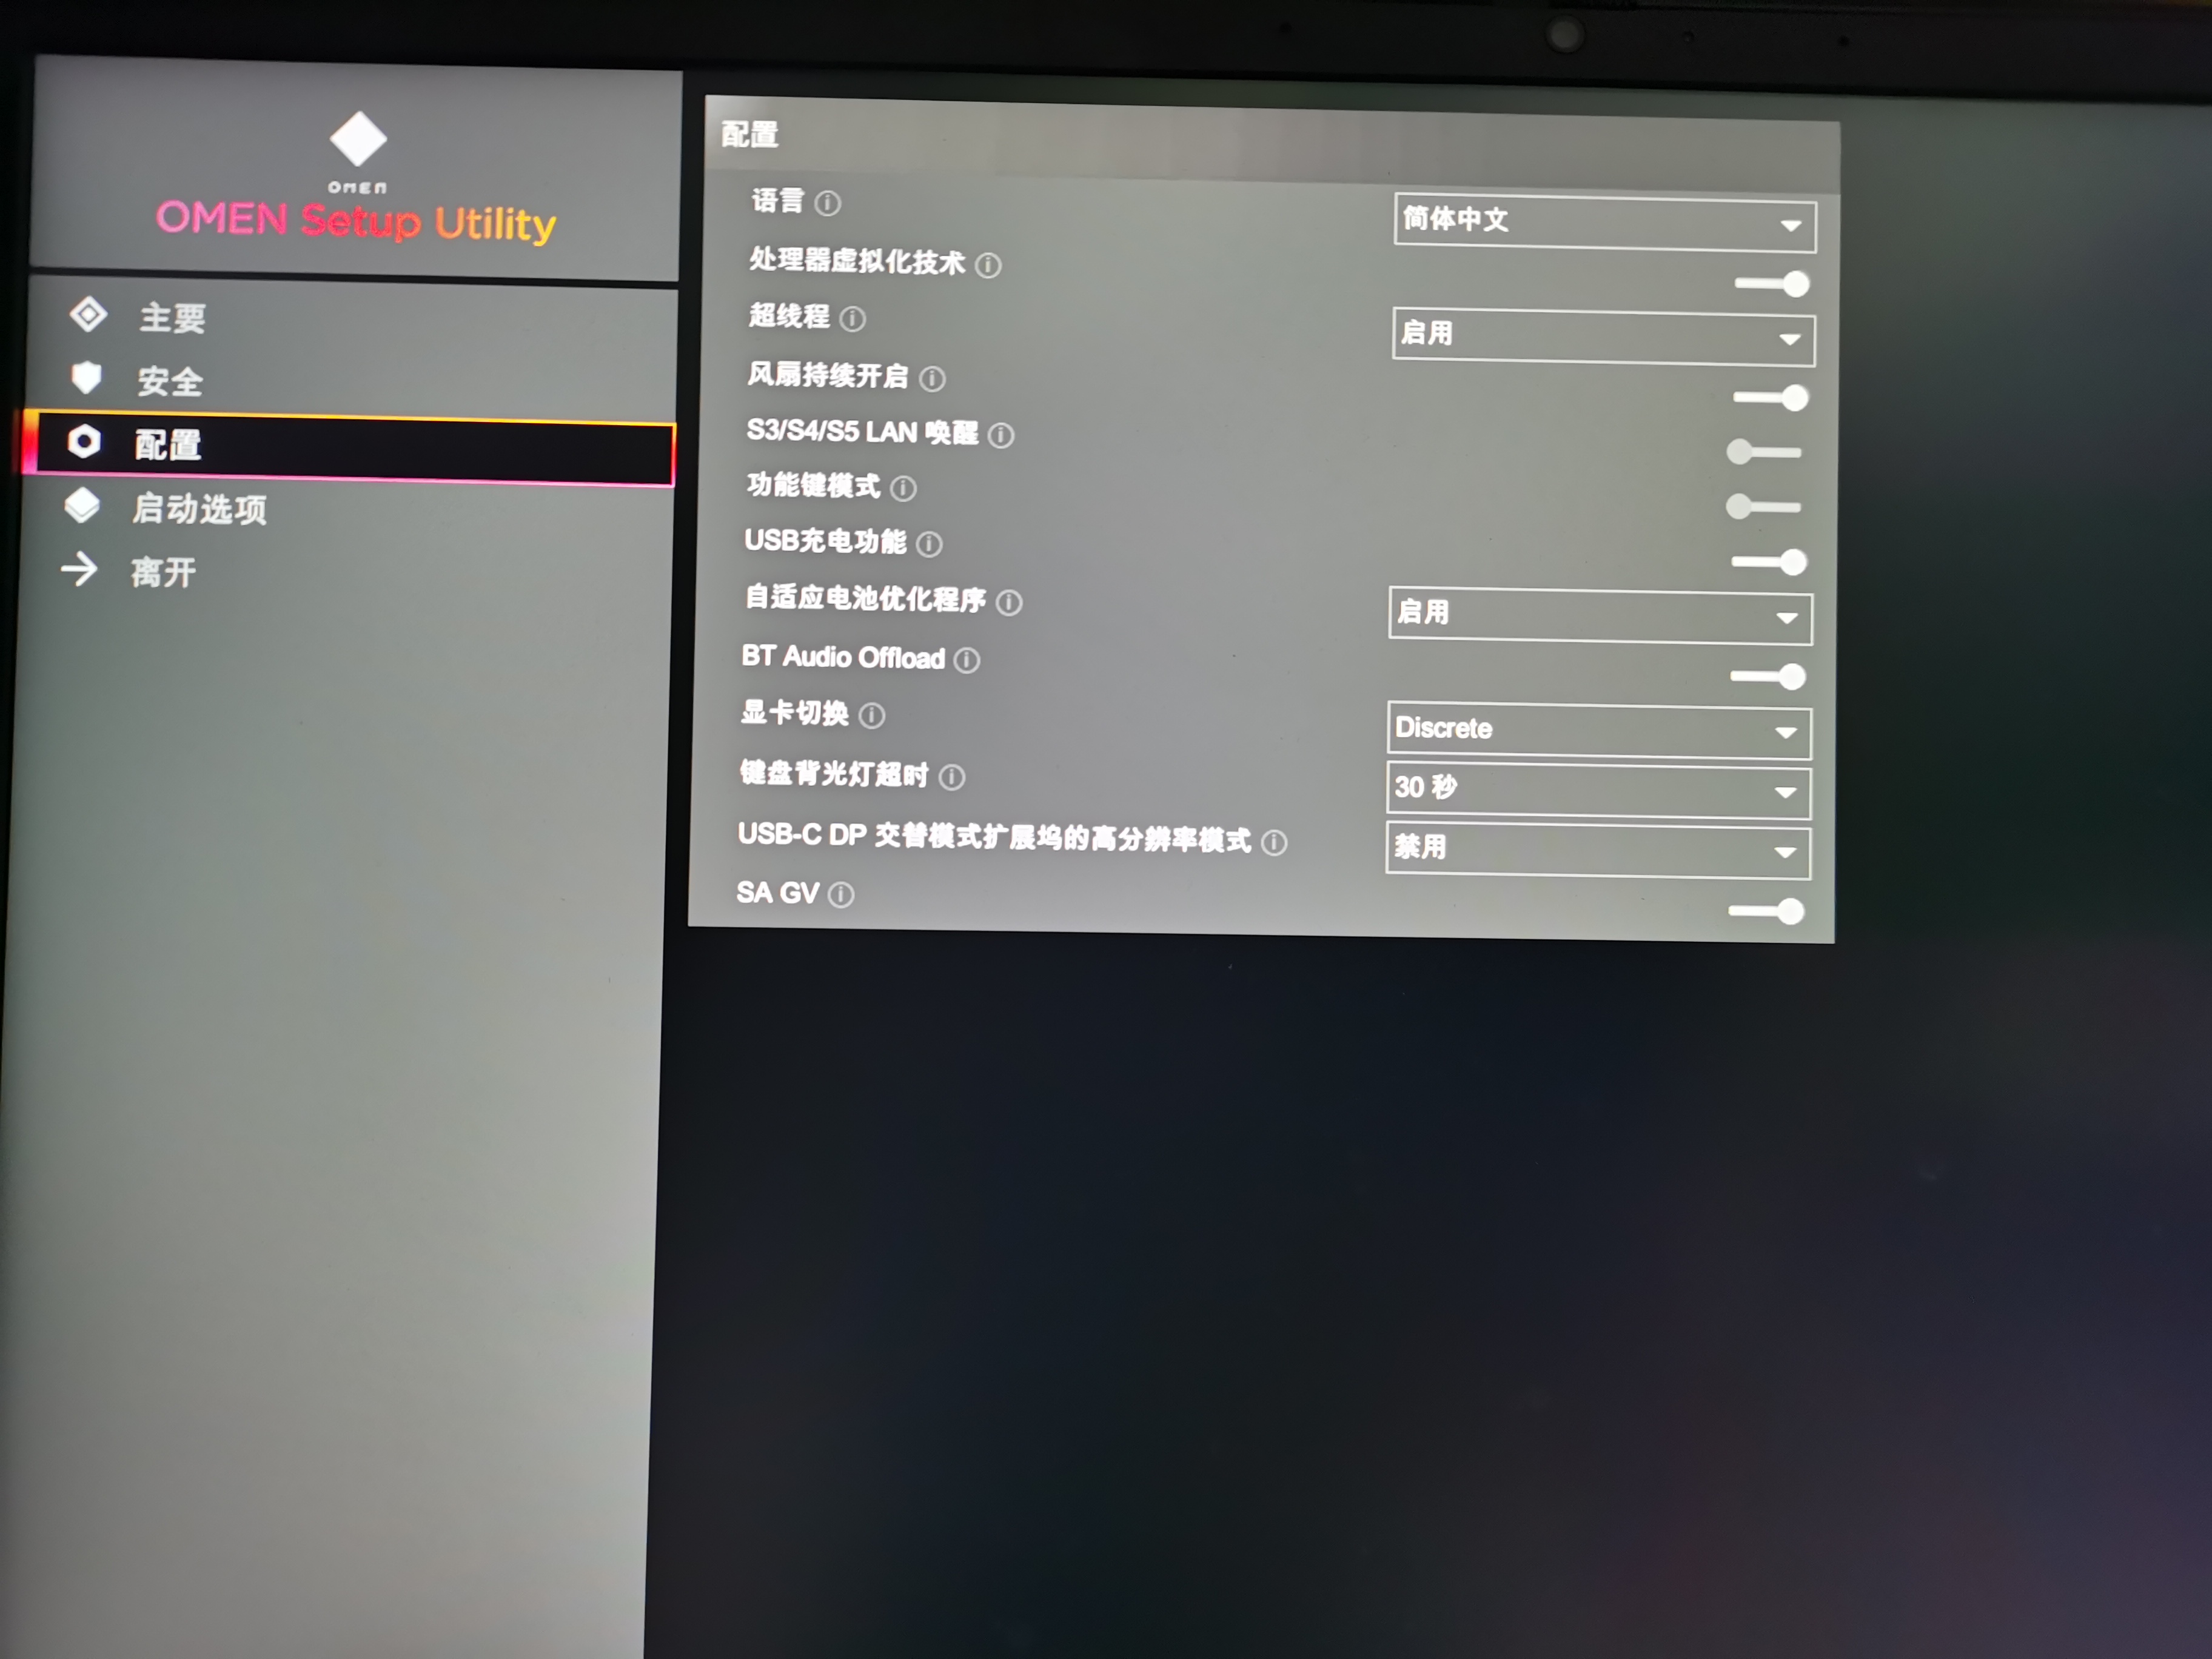 OMEN
OMEN Setup Utility
主要
安全
配置
启动选项
离开
配置
语言 简体中文
处理器虚拟化技术
超线程 启用
风扇持续开启
S3/S4/S5 LAN 唤醒
功能键模式
USB充电功能
自适应电池优化程序 启用
BT Audio Offload
显卡切换 Discrete
键盘背光灯超时 30 秒
USB-C DP 交替模式扩展坞的高分辨率模式 禁用
SA GV